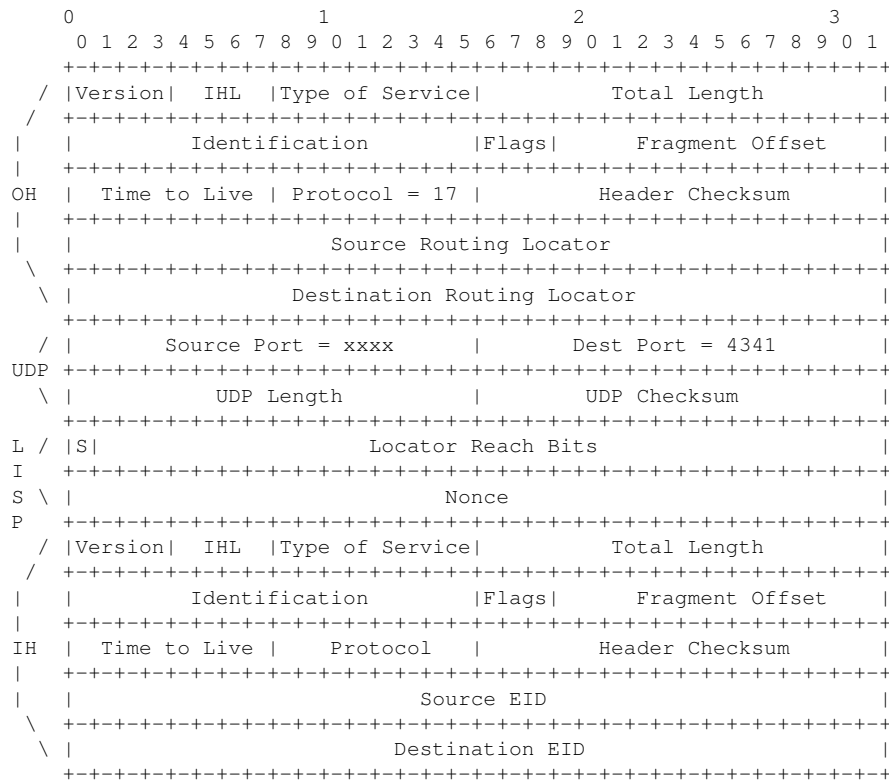 0                   1                   2                   3
0 1 2 3 4 5 6 7 8 9 0 1 2 3 4 5 6 7 8 9 0 1 2 3 4 5 6 7 8 9 0 1
+-+-+-+-+-+-+-+-+-+-+-+-+-+-+-+-+-+-+-+-+-+-+-+-+-+-+-+-+-+-+-+-+
/ |Version|  IHL  |Type of Service|          Total Length         |
/  +-+-+-+-+-+-+-+-+-+-+-+-+-+-+-+-+-+-+-+-+-+-+-+-+-+-+-+-+-+-+-+-+
|   |         Identification        |Flags|      Fragment Offset    |
|   +-+-+-+-+-+-+-+-+-+-+-+-+-+-+-+-+-+-+-+-+-+-+-+-+-+-+-+-+-+-+-+-+
OH  |  Time to Live | Protocol = 17 |         Header Checksum       |
|   +-+-+-+-+-+-+-+-+-+-+-+-+-+-+-+-+-+-+-+-+-+-+-+-+-+-+-+-+-+-+-+-+
|   |                    Source Routing Locator                     |
\  +-+-+-+-+-+-+-+-+-+-+-+-+-+-+-+-+-+-+-+-+-+-+-+-+-+-+-+-+-+-+-+-+
\ |                 Destination Routing Locator                   |
+-+-+-+-+-+-+-+-+-+-+-+-+-+-+-+-+-+-+-+-+-+-+-+-+-+-+-+-+-+-+-+-+
/ |       Source Port = xxxx      |       Dest Port = 4341        |
UDP +-+-+-+-+-+-+-+-+-+-+-+-+-+-+-+-+-+-+-+-+-+-+-+-+-+-+-+-+-+-+-+-+
\ |           UDP Length          |        UDP Checksum           |
+-+-+-+-+-+-+-+-+-+-+-+-+-+-+-+-+-+-+-+-+-+-+-+-+-+-+-+-+-+-+-+-+
L / |S|                     Locator Reach Bits                      |
I   +-+-+-+-+-+-+-+-+-+-+-+-+-+-+-+-+-+-+-+-+-+-+-+-+-+-+-+-+-+-+-+-+
S \ |                             Nonce                             |
P   +-+-+-+-+-+-+-+-+-+-+-+-+-+-+-+-+-+-+-+-+-+-+-+-+-+-+-+-+-+-+-+-+
/ |Version|  IHL  |Type of Service|          Total Length         |
/  +-+-+-+-+-+-+-+-+-+-+-+-+-+-+-+-+-+-+-+-+-+-+-+-+-+-+-+-+-+-+-+-+
|   |         Identification        |Flags|      Fragment Offset    |
|   +-+-+-+-+-+-+-+-+-+-+-+-+-+-+-+-+-+-+-+-+-+-+-+-+-+-+-+-+-+-+-+-+
IH  |  Time to Live |    Protocol   |         Header Checksum       |
|   +-+-+-+-+-+-+-+-+-+-+-+-+-+-+-+-+-+-+-+-+-+-+-+-+-+-+-+-+-+-+-+-+
|   |                           Source EID                          |
\  +-+-+-+-+-+-+-+-+-+-+-+-+-+-+-+-+-+-+-+-+-+-+-+-+-+-+-+-+-+-+-+-+
\ |                         Destination EID                       |
+-+-+-+-+-+-+-+-+-+-+-+-+-+-+-+-+-+-+-+-+-+-+-+-+-+-+-+-+-+-+-+-+